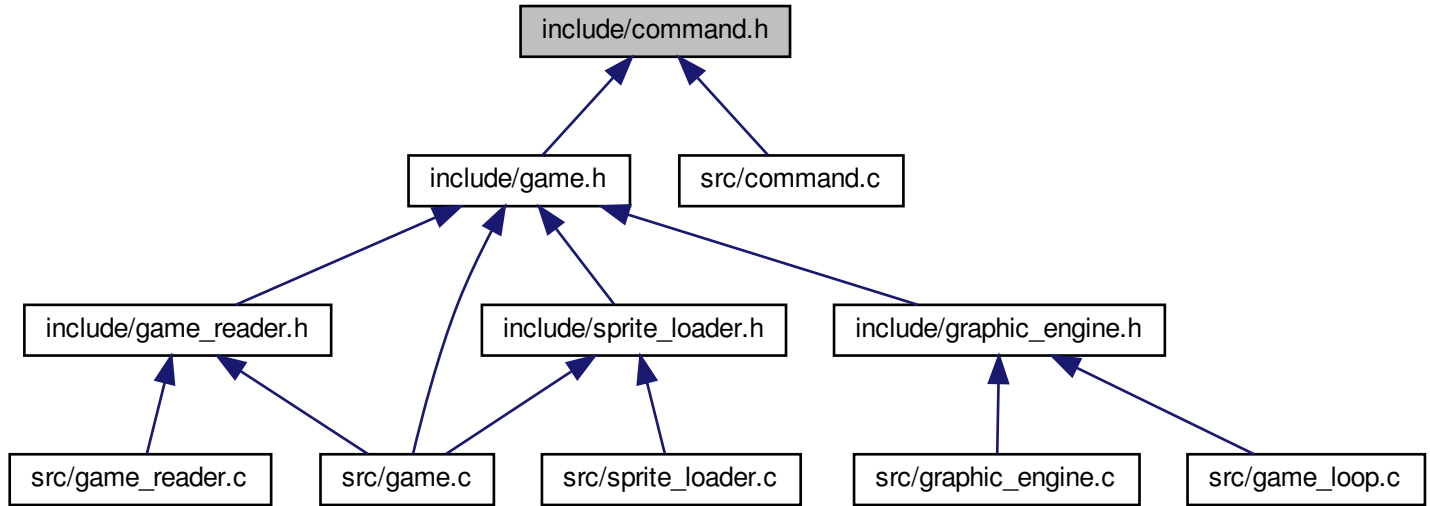 include/command.h
include/game.h
src/command.c
include/game_reader.h
include/sprite_loader.h
include/graphic_engine.h
src/game_reader.c
src/game.c
src/sprite_loader.c
src/graphic_engine.c
src/game_loop.c